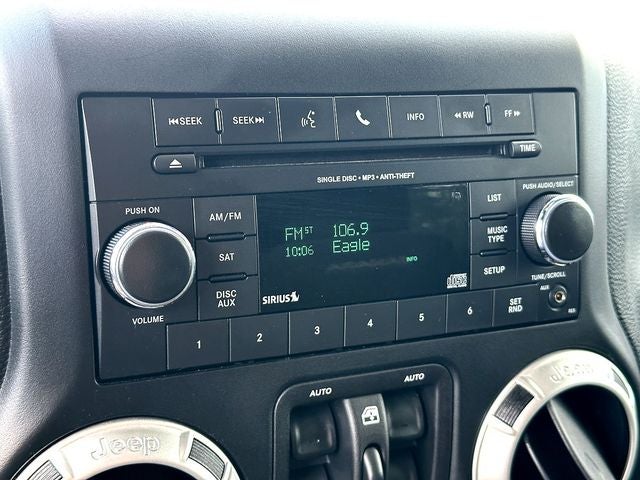 SEEK
SEEK
INFO
RW
FF
TIME
SINGLE DISC • MP3 • ANTI-THEFT
PUSH ON
VOLUME
AM/FM
SAT
DISC AUX
FM ST 106.9
10:06 Eagle
INFO
SIRIUS
LIST
MUSIC TYPE
SETUP
PUSH AUDIO/SELECT
TUNE/SCROLL
AUX
1 2 3 4 5 6
SET RND
AUTO AUTO
Jeep
Jeep